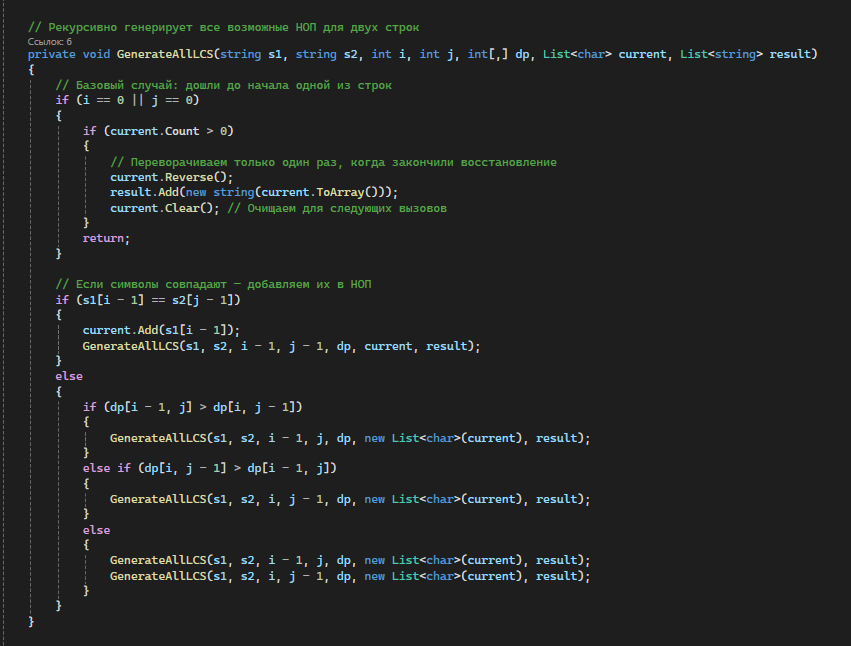 // Рекурсивно генерирует все возможные НОП для двух строк
Ссылок: 6
private void GenerateAllLCS(string s1, string s2, int i, int j, int[,] dp, List<char> current, List<string> result)
{
    // Базовый случай: дошли до начала одной из строк
    if (i == 0 || j == 0)
    {
        if (current.Count > 0)
        {
            // Переворачиваем только один раз, когда закончили восстановление
            current.Reverse();
            result.Add(new string(current.ToArray()));
            current.Clear(); // Очищаем для следующих вызовов
        }
        return;
    }

    // Если символы совпадают — добавляем их в НОП
    if (s1[i - 1] == s2[j - 1])
    {
        current.Add(s1[i - 1]);
        GenerateAllLCS(s1, s2, i - 1, j - 1, dp, current, result);
    }
    else
    {
        if (dp[i - 1, j] > dp[i, j - 1])
        {
            GenerateAllLCS(s1, s2, i - 1, j, dp, new List<char>(current), result);
        }
        else if (dp[i, j - 1] > dp[i - 1, j])
        {
            GenerateAllLCS(s1, s2, i, j - 1, dp, new List<char>(current), result);
        }
        else
        {
            GenerateAllLCS(s1, s2, i - 1, j, dp, new List<char>(current), result);
            GenerateAllLCS(s1, s2, i, j - 1, dp, new List<char>(current), result);
        }
    }
}